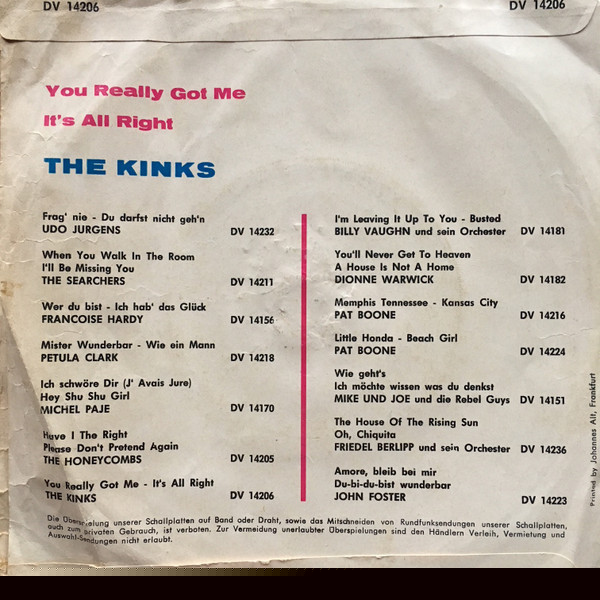 DV 14206
DV 14206
You Really Got Me
It's All Right
THE KINKS
Frag' nie - Du darfst nicht geh'n
UDO JURGENS DV 14232
When You Walk In The Room
I'll Be Missing You
THE SEARCHERS DV 14211
Wer du bist - Ich hab' das Glück
FRANCOISE HARDY DV 14156
Mister Wunderbar - Wie ein Mann
PETULA CLARK DV 14218
Ich schwöre Dir (J' Avais Jure)
Hey Shu Shu Girl
MICHEL PAJE DV 14170
Have I The Right
Please Don't Pretend Again
THE HONEYCOMBS DV 14205
You Really Got Me - It's All Right
THE KINKS DV 14206
I'm Leaving It Up To You - Busted
BILLY VAUGHN und sein Orchester DV 14181
You'll Never Get To Heaven
A House Is Not A Home
DIONNE WARWICK DV 14182
Memphis Tennessee - Kansas City
PAT BOONE DV 14216
Little Honda - Beach Girl
PAT BOONE DV 14224
Wie geht's
Ich möchte wissen was du denkst
MIKE UND JOE und die Rebel Guys DV 14151
The House Of The Rising Sun
Oh, Chiquita
FRIEDEL BERLIPP und sein Orchester DV 14236
Amore, bleib bei mir
Du-bi-du-bist wunderbar
JOHN FOSTER DV 14223
Die Überspielung unserer Schallplatten auf Band oder Draht, sowie das Mitschneiden von Rundfunksendungen unserer Schallplatten,
auch zum privaten Gebrauch, ist verboten. Zur Vermeidung unerlaubter Überspielungen sind den Händlern Verleih, Vermietung und
Auswahl-Sendungen nicht erlaubt.
Printed by Johannes Alt, Frankfurt